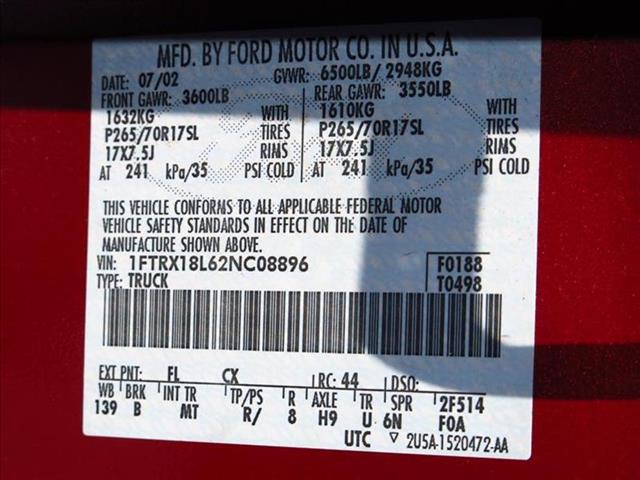 MFD. BY FORD MOTOR CO. IN U.S.A.
DATE: 07/02 GVWR: 6500LB/ 2948KG
FRONT GAWR: 3600LB REAR GAWR: 3550LB
1632KG WITH 1610KG WITH
P265/70R17SL TIRES P265/70R17SL TIRES
17X7.5J RIMS 17X7.5J RIMS
AT 241 kPa/35 PSI COLD AT 241 kPa/35 PSI COLD
THIS VEHICLE CONFORMS TO ALL APPLICABLE FEDERAL MOTOR
VEHICLE SAFETY STANDARDS IN EFFECT ON THE DATE OF
MANUFACTURE SHOWN ABOVE.
VIN: 1FTRX18L62NC08896 F0188
TYPE: TRUCK T0498
EXT PNT: FL CX RC: 44 DSO:
WB BRK INT TR TP/PS R AXLE TR SPR 2F514
139 B MT R/ 8 H9 U 6N F0A
UTC ▽ 2U5A-1520472-AA